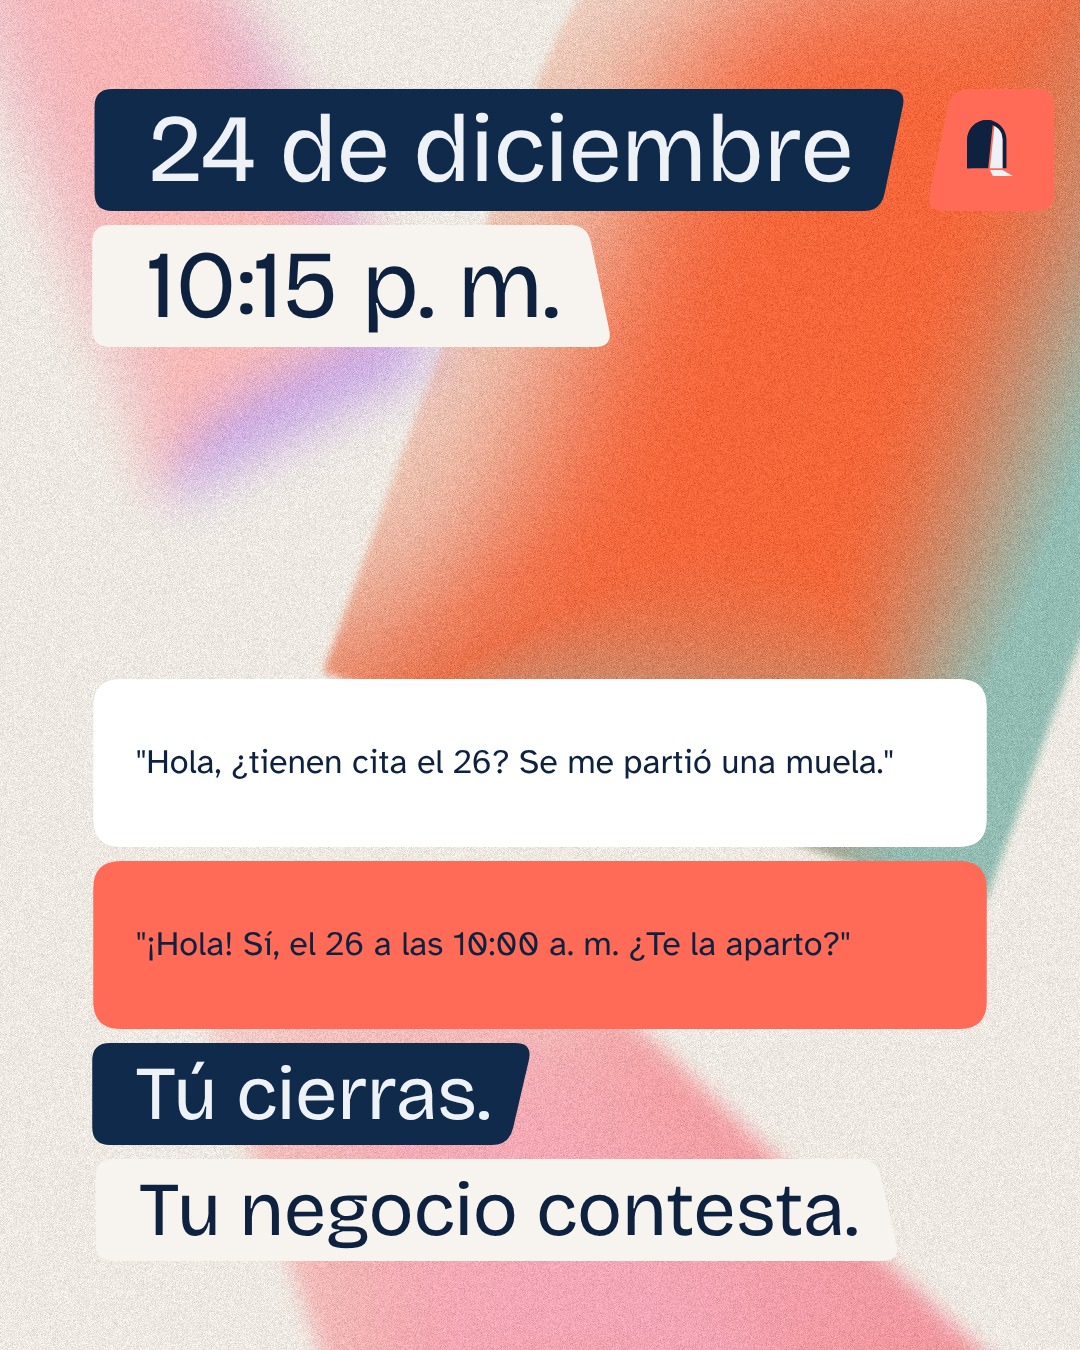 24 de diciembre
10:15 p. m.
"Hola, ¿tienen cita el 26? Se me partió una muela."
"¡Hola! Sí, el 26 a las 10:00 a. m. ¿Te la aparto?"
Tú cierras.
Tu negocio contesta.